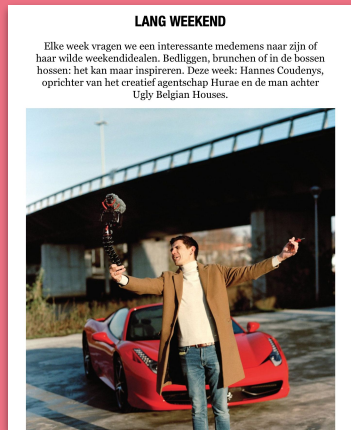 LANG WEEKEND
Elke week vragen we een interessante medemens naar zijn of
haar wilde weekendidealen. Bedliggen, brunchen of in de bossen
hossen: het kan maar inspireren. Deze week: Hannes Coudenys,
oprichter van het creatief agentschap Hurae en de man achter
Ugly Belgian Houses.